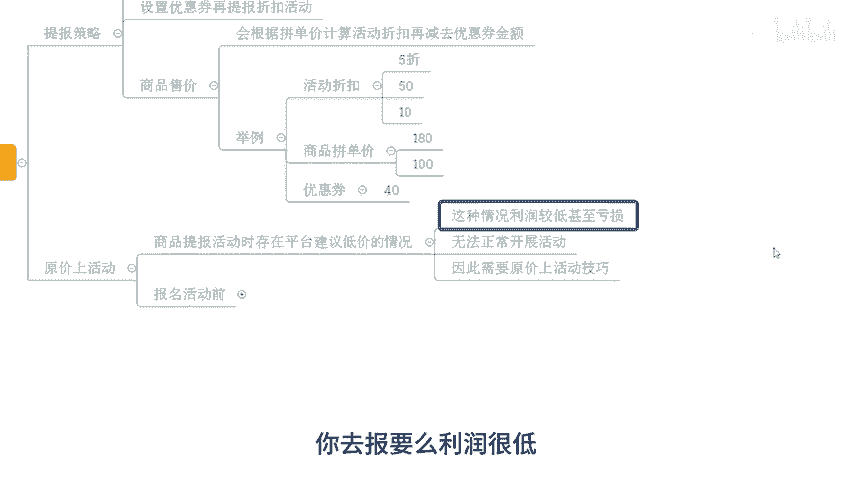 设置优惠券再提报折扣活动
提报策略
会根据拼单价计算活动折扣再减去优惠券金额
5折
商品售价
活动折扣
50
10
举例
180
商品拼单价
100
优惠券
40
这种情况利润较低甚至亏损
商品提报活动时存在平台建议低价的情况
无法正常开展活动
原价上活动
因此需要原价上活动技巧
报名活动前
你去报要么利润很低